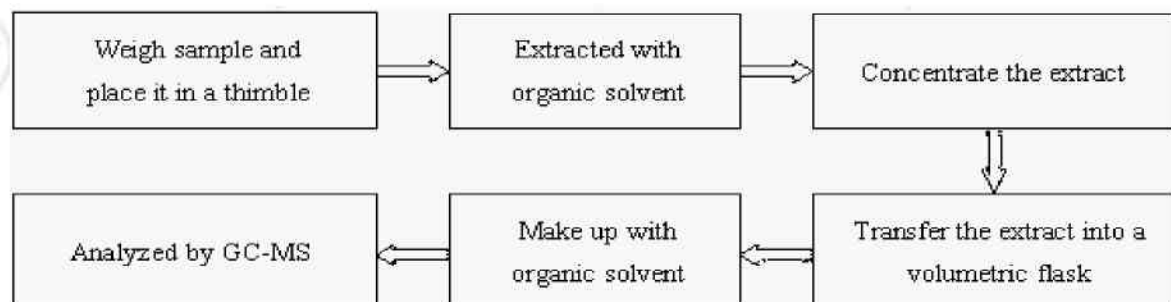 Weigh sample and
place it in a thimble
Extracted with
organic solvent
Concentrate the extract
Transfer the extract into a
volumetric flask
Make up with
organic solvent
Analyzed by GC-MS